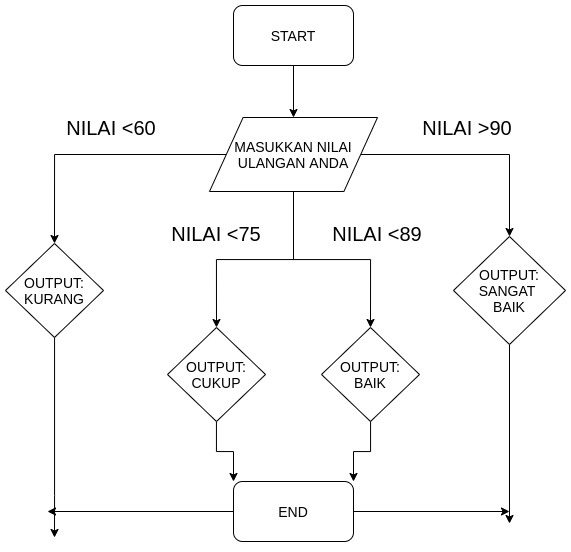 START
NILAI <60
NILAI >90
MASUKKAN NILAI
ULANGAN ANDA
NILAI <75
NILAI <89
OUTPUT:
KURANG
OUTPUT:
SANGAT
BAIK
OUTPUT:
CUKUP
OUTPUT:
BAIK
END